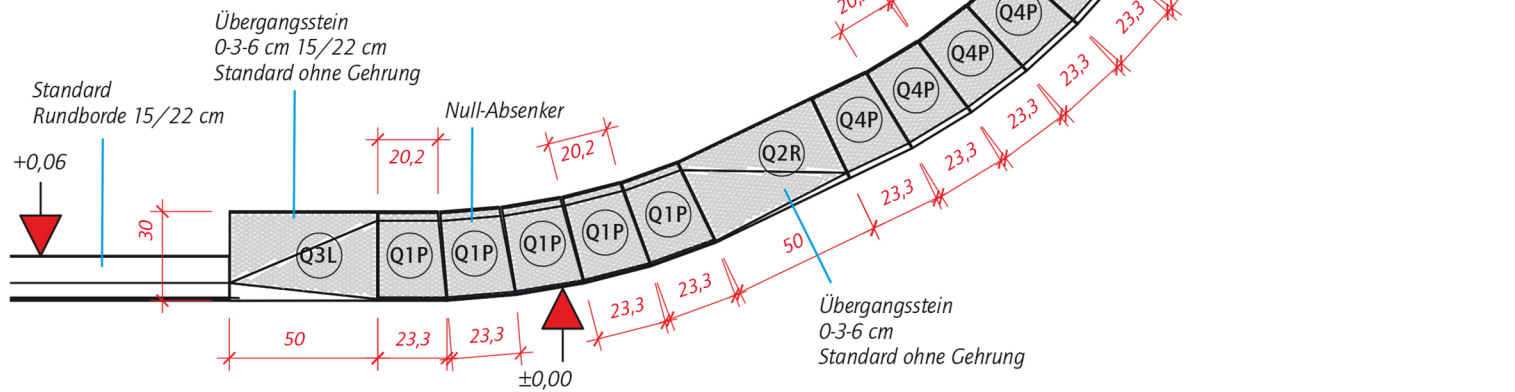 Übergangsstein
0-3-6 cm 15/22 cm
Standard ohne Gehrung
Standard
Rundborde 15/22 cm
Null-Absenker
+0,06
30
20,2
20,2
Q3L
Q1P
Q1P
Q1P
Q1P
Q1P
Q2R
Q4P
Q4P
Q4P
Q4P
50
23,3
23,3
23,3
23,3
50
23,3
23,3
23,3
23,3
23,3
±0,00
Übergangsstein
0-3-6 cm
Standard ohne Gehrung